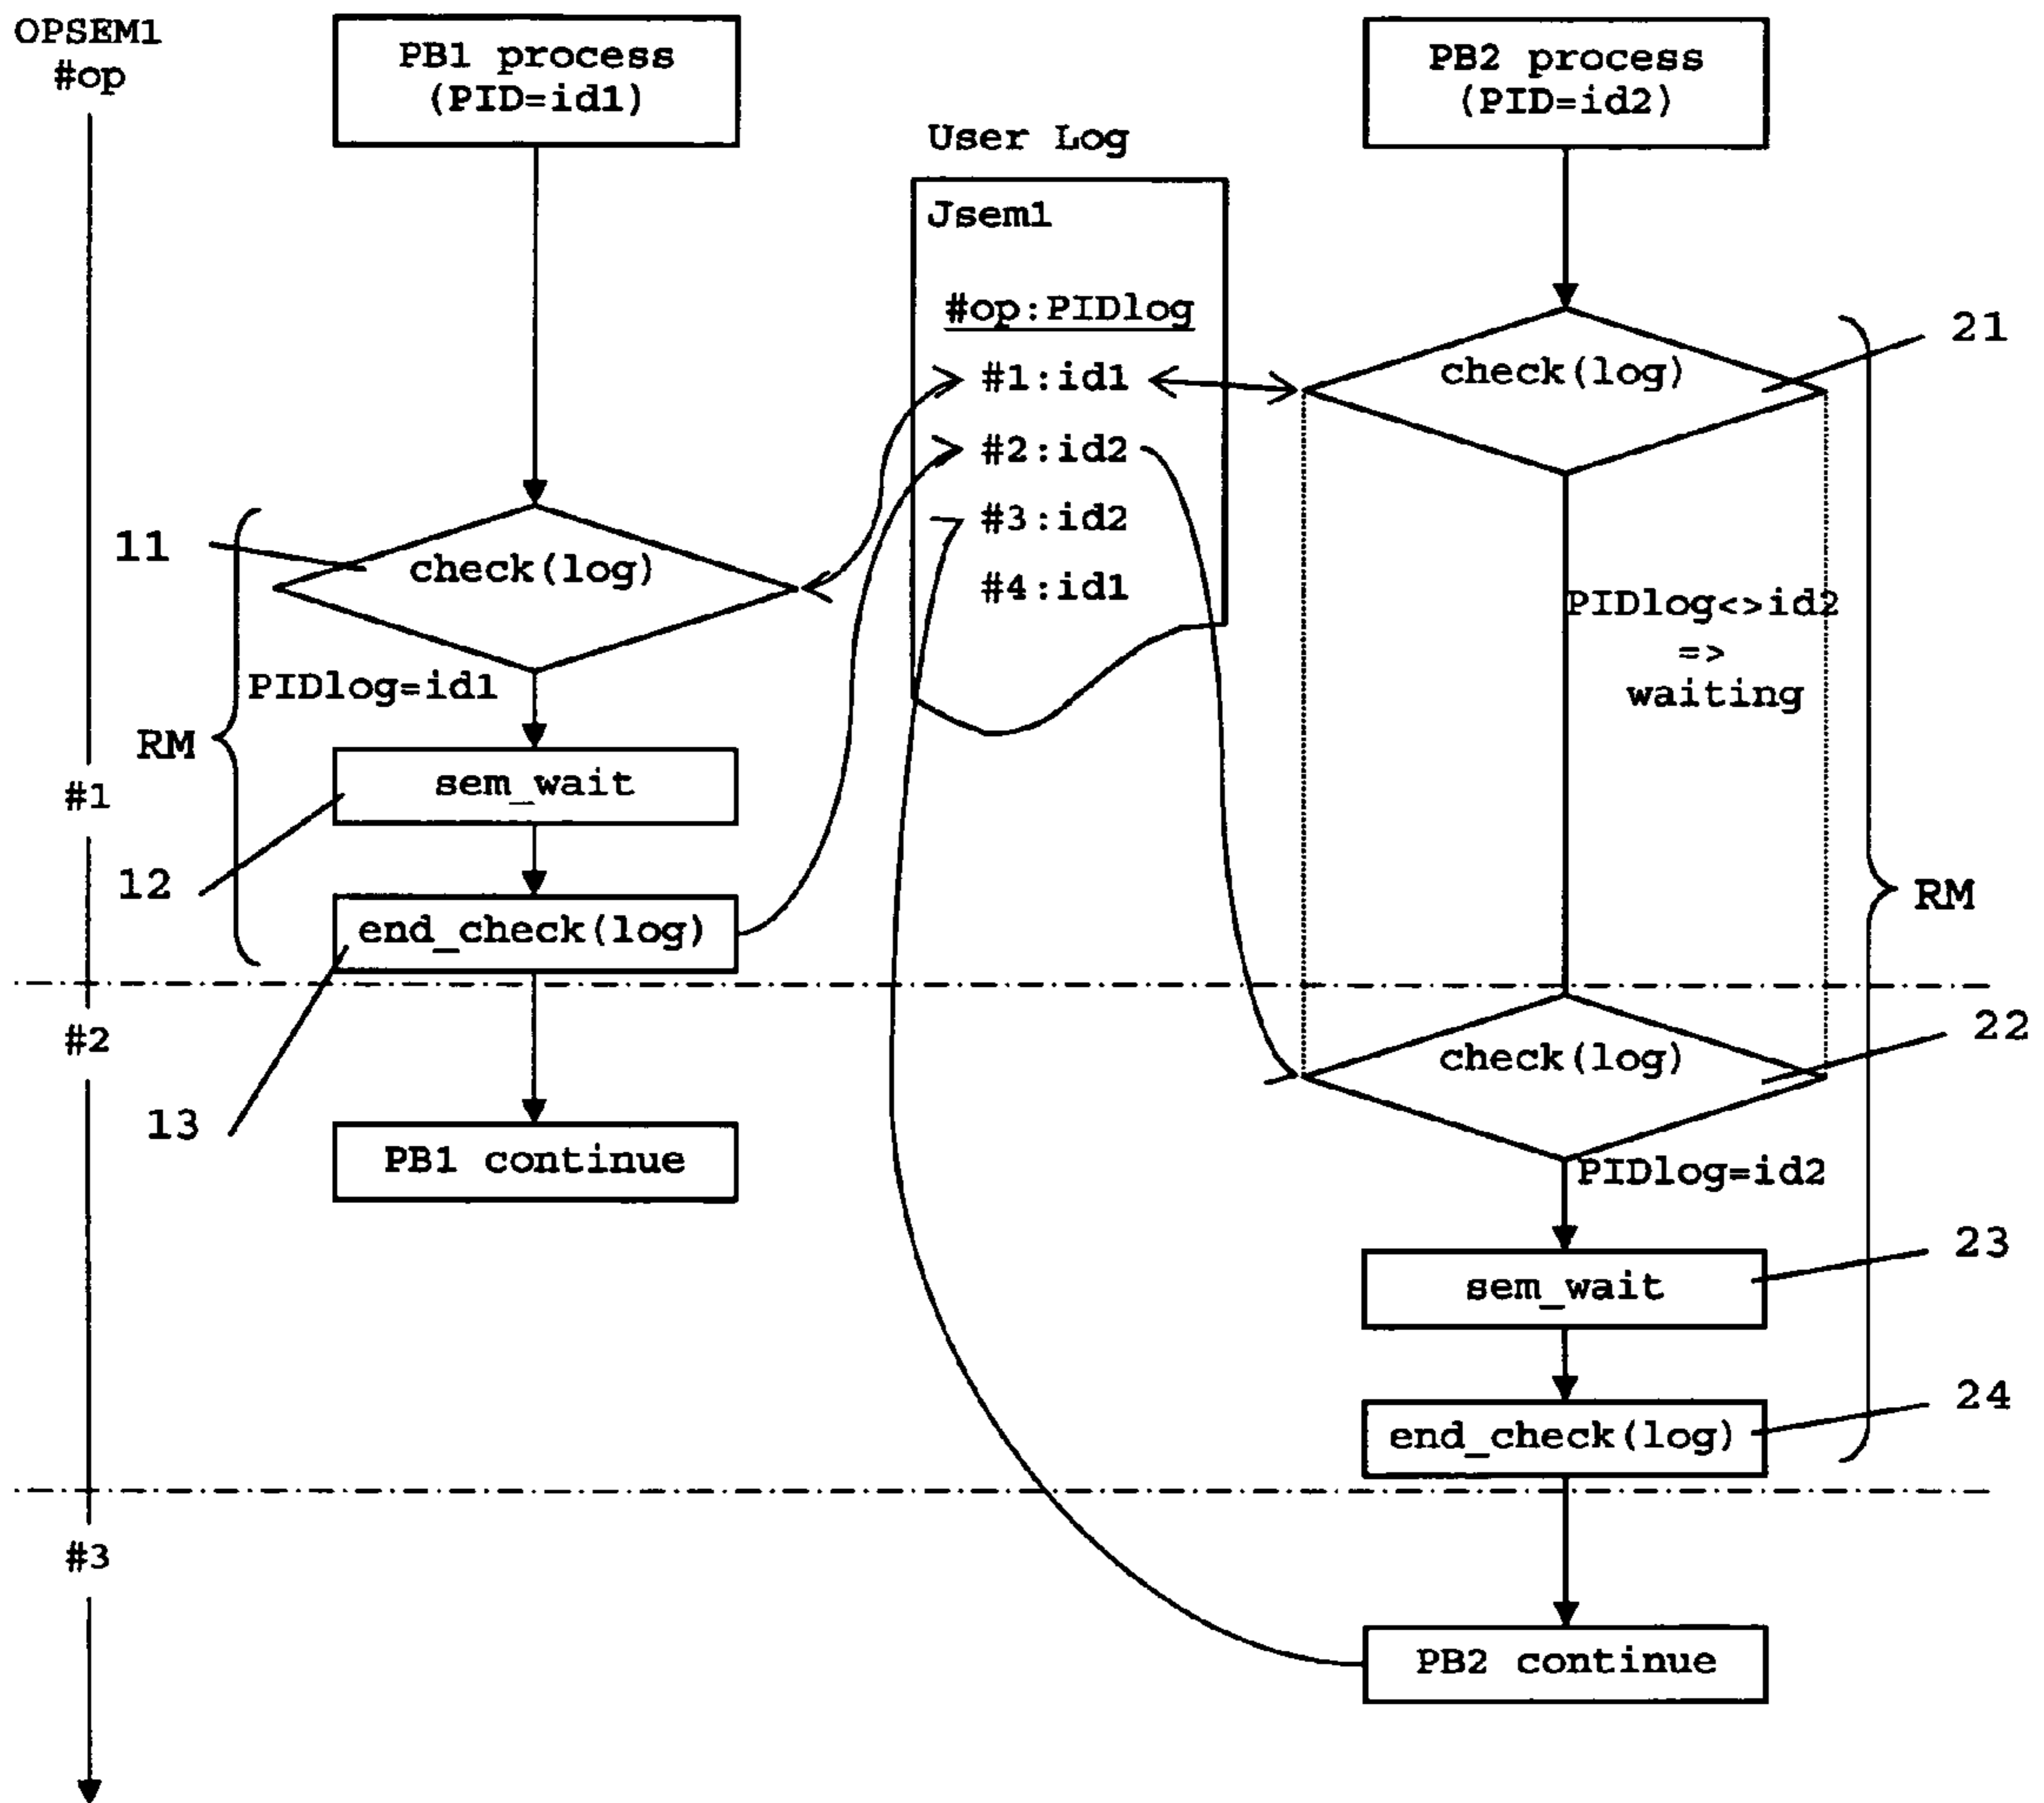 OPSEM1
#op
PB1 process
(PID=id1)
PB2 process
(PID=id2)
User Log
Jsem1
#op:PIDlog
#1:id1
#2:id2
#3:id2
#4:id1
check(log)
21
11
check(log)
PIDlog<>id2
=>
waiting
PIDlog=id1
RM
sem_wait
#1
12
end_check(log)
RM
#2
check(log)
22
13
PB1 continue
PIDlog=id2
sem_wait
23
end_check(log)
24
#3
PB2 continue